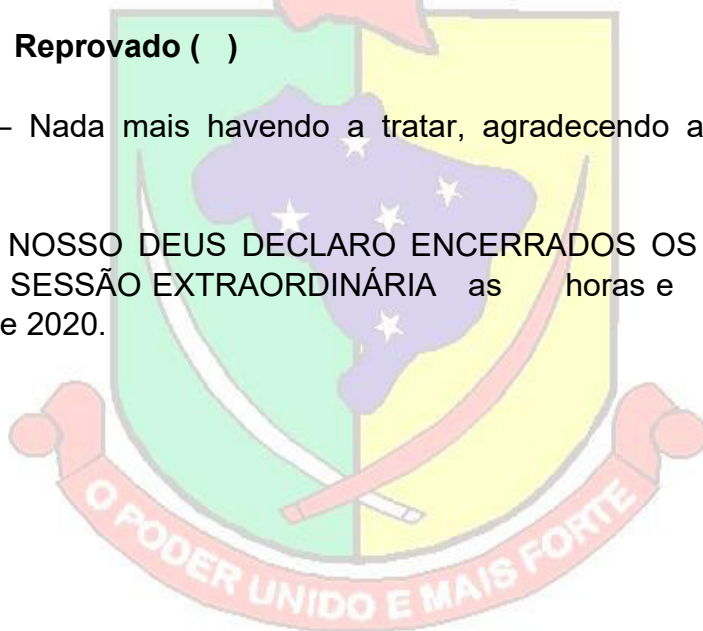 Reprovado (   )
– Nada mais havendo a tratar, agradecendo a
NOSSO DEUS DECLARO ENCERRADOS OS
SESSÃO EXTRAORDINÁRIA as horas e
e 2020.
O PODER UNIDO E MAIS FORTE